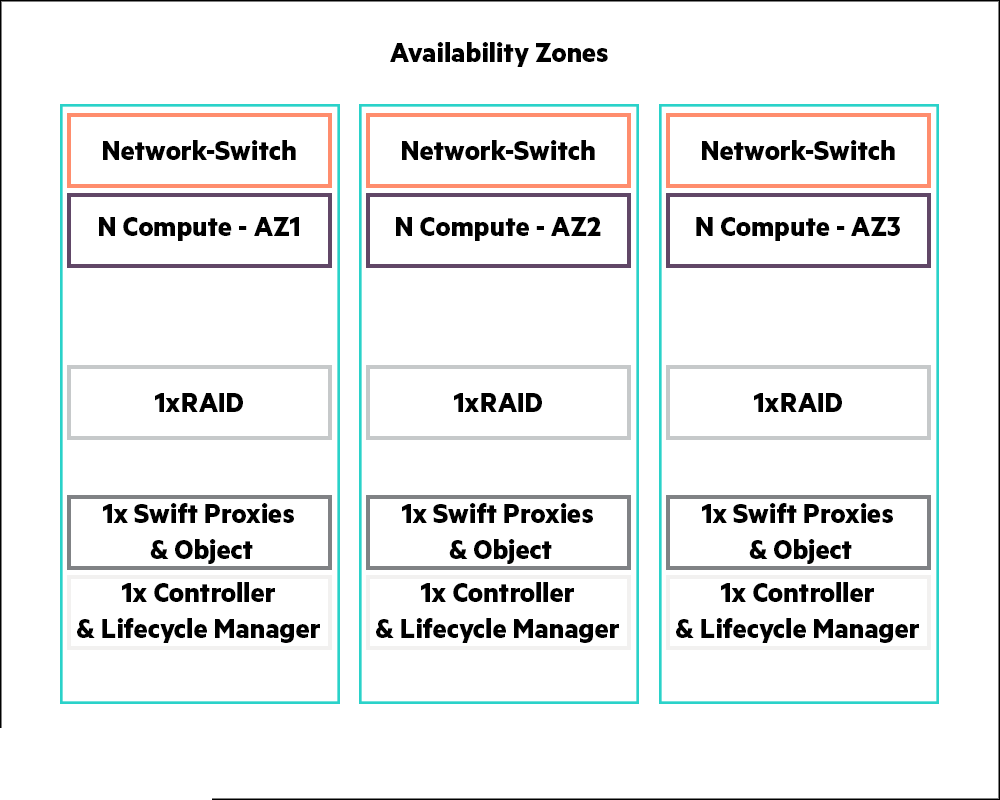 Availability Zones
Network-Switch
N Compute - AZ1
1xRAID
1x Swift Proxies
& Object
1x Controller
& Lifecycle Manager
Network-Switch
N Compute - AZ2
1xRAID
1x Swift Proxies
& Object
1x Controller
& Lifecycle Manager
Network-Switch
N Compute - AZ3
1xRAID
1x Swift Proxies
& Object
1x Controller
& Lifecycle Manager